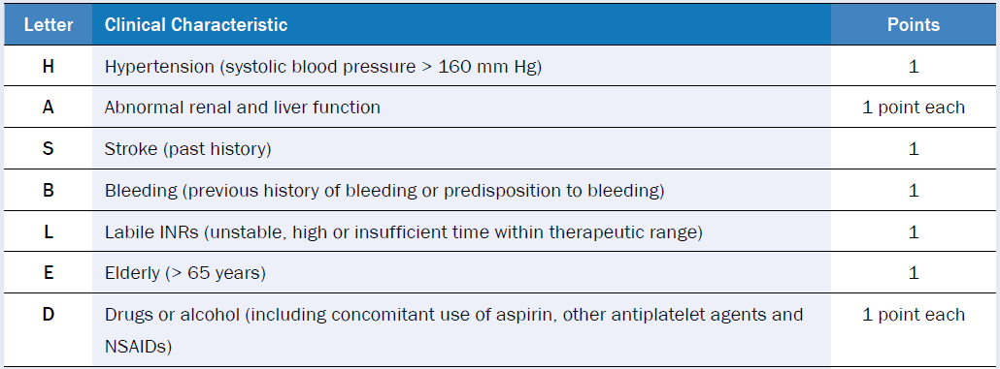 Letter Clinical Characteristic Points
H Hypertension (systolic blood pressure > 160 mm Hg) 1
A Abnormal renal and liver function 1 point each
S Stroke (past history) 1
B Bleeding (previous history of bleeding or predisposition to bleeding) 1
L Labile INRs (unstable, high or insufficient time within therapeutic range) 1
E Elderly (> 65 years) 1
D Drugs or alcohol (including concomitant use of aspirin, other antiplatelet agents and 1 point each
NSAIDs)